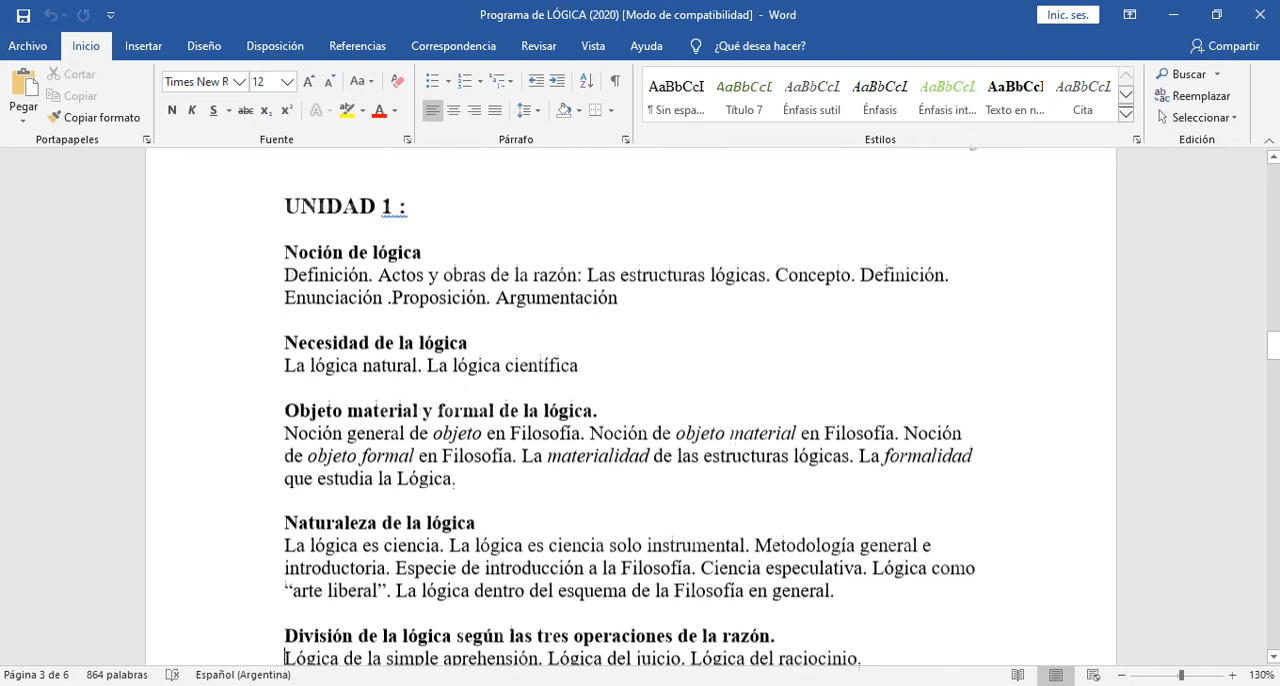 Programa de LÓGICA (2020) [Modo de compatibilidad] - Word
Inic. ses.
Archivo Inicio Insertar Diseño Disposición Referencias Correspondencia Revisar Vista Ayuda ¿Qué desea hacer? Compartir
Pegar
Cortar
Copiar
Copiar formato
Portapapeles
Times New R 12
Aa
N K S abc x₂ x²
A A
Fuente
Párrafo
AaBbCcI AaBbCcI AaBbCcL AaBbCcL AaBbCcL AaBbCcI AaBbCcL
¶ Sin espa... Título 7 Énfasis sutil Énfasis Énfasis int... Texto en n... Cita
Estilos
Buscar
Reemplazar
Seleccionar
Edición
UNIDAD 1 :
Noción de lógica
Definición. Actos y obras de la razón: Las estructuras lógicas. Concepto. Definición.
Enunciación .Proposición. Argumentación
Necesidad de la lógica
La lógica natural. La lógica científica
Objeto material y formal de la lógica.
Noción general de objeto en Filosofía. Noción de objeto material en Filosofía. Noción
de objeto formal en Filosofía. La materialidad de las estructuras lógicas. La formalidad
que estudia la Lógica.
Naturaleza de la lógica
La lógica es ciencia. La lógica es ciencia solo instrumental. Metodología general e
introductoria. Especie de introducción a la Filosofía. Ciencia especulativa. Lógica como
“arte liberal”. La lógica dentro del esquema de la Filosofía en general.
División de la lógica según las tres operaciones de la razón.
Lógica de la simple aprehensión. Lógica del juicio. Lógica del raciocinio.
Página 3 de 6 864 palabras Español (Argentina) 130%